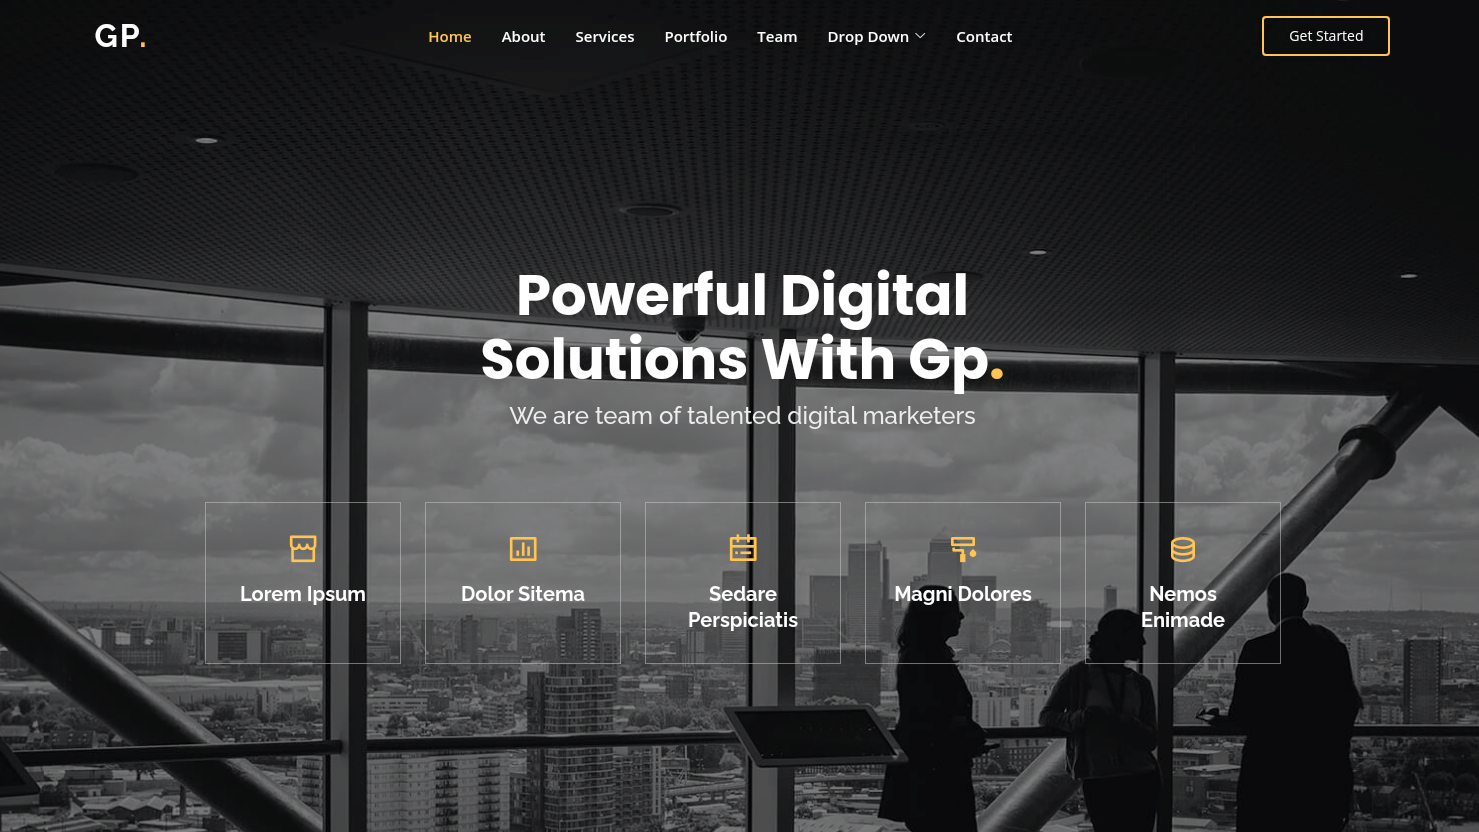 GP.
Home
About
Services
Portfolio
Team
Drop Down
Contact
Get Started
Powerful Digital
Solutions With Gp.
We are team of talented digital marketers
Lorem Ipsum
Dolor Sitema
Sedare
Perspiciatis
Magni Dolores
Nemos
Enimade